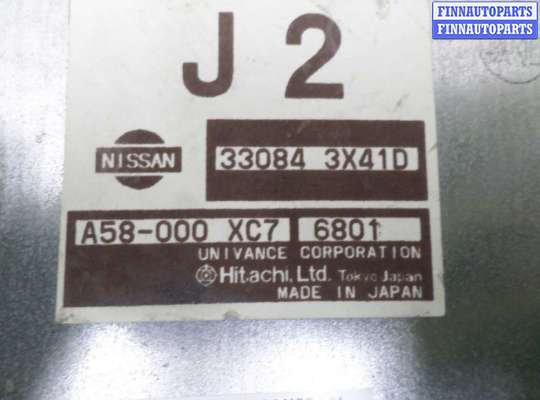 FINNAUTOPARTS
FINNAUTOPARTS
J 2
NISSAN
33084 3X41D
A58-000 XC7 6801
UNIVANCE CORPORATION
Hitachi, Ltd. Tokyo Japan
MADE IN JAPAN